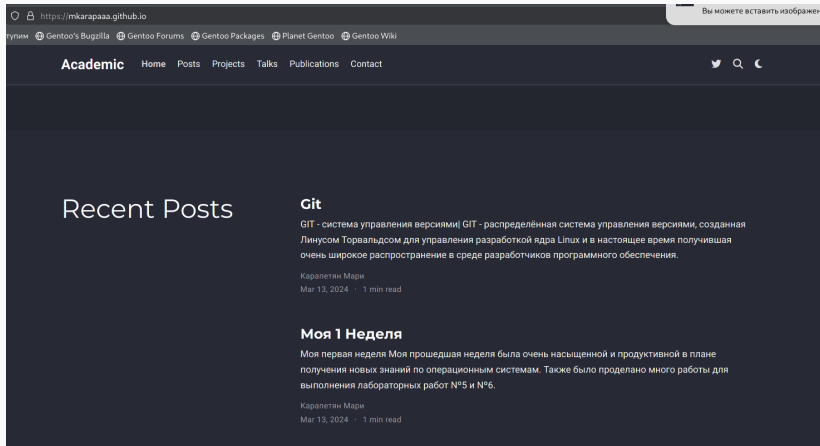 https://mkarapaaa.github.io
Вы можете вставить изображен
тупим Gentoo's Bugzilla Gentoo Forums Gentoo Packages Planet Gentoo Gentoo Wiki
Academic Home Posts Projects Talks Publications Contact
Recent Posts
Git
GIT - система управления версиями| GIT - распределённая система управления версиями, созданная
Линусом Торвальдсом для управления разработкой ядра Linux и в настоящее время получившая
очень широкое распространение в среде разработчиков программного обеспечения.
Карапетян Мари
Mar 13, 2024 · 1 min read
Моя 1 Неделя
Моя первая неделя Моя прошедшая неделя была очень насыщенной и продуктивной в плане
получения новых знаний по операционным системам. Также было проделано много работы для
выполнения лабораторных работ №5 и №6.
Карапетян Мари
Mar 13, 2024 · 1 min read